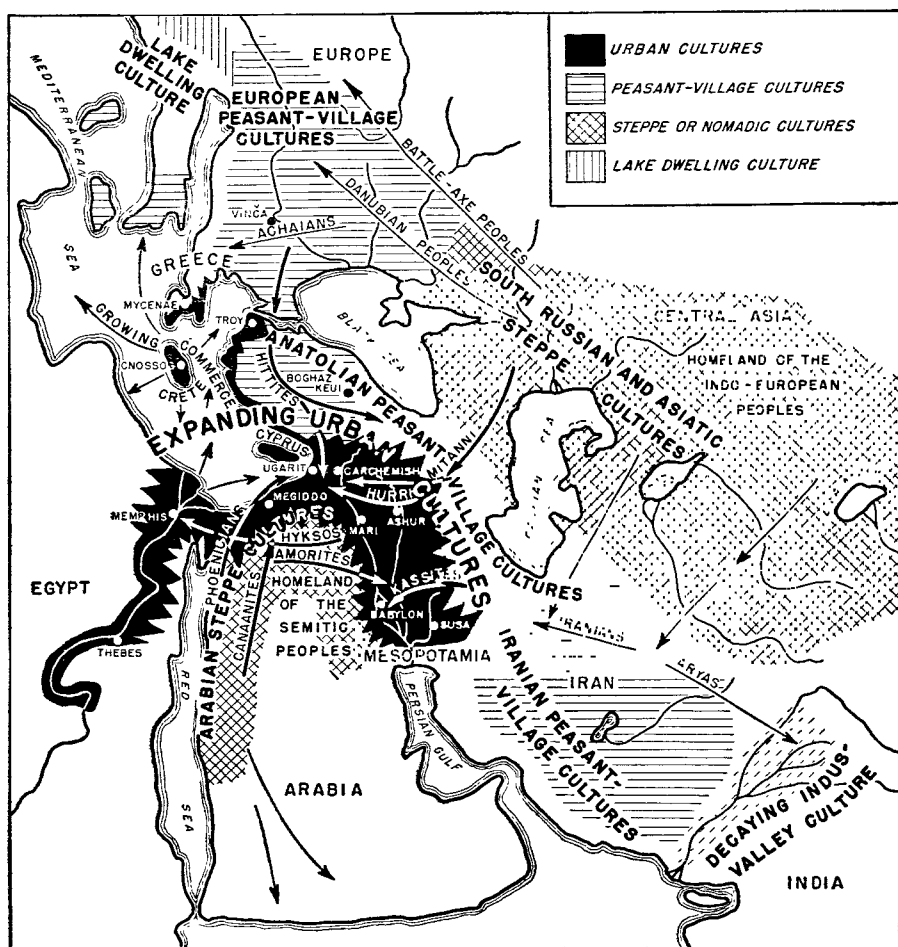 URBAN CULTURES
PEASANT-VILLAGE CULTURES
STEPPE OR NOMADIC CULTURES
LAKE DWELLING CULTURE
LAKE
DWELLING
CULTURE
EUROPE
MEDITERRANEAN
SEA
EUROPEAN
PEASANT-VILLAGE
CULTURES
BATTLE-AXE PEOPLES
DANUBIAN PEOPLES
VINČA
ACHAIANS
GREECE
MYCENAE
TROY
BLACK SEA
SOUTH RUSSIAN AND ASIATIC
STEPPE CULTURES
CENTRAL ASIA
HOMELAND OF THE
INDO-EUROPEAN
PEOPLES
GROWING COMMERCE
CNOSSOS
CRETE
HITTITES
BOGHAZ
KEUI
ANATOLIAN PEASANT
VILLAGE CULTURES
EXPANDING URBAN
CULTURES
CYPRUS
UGARIT
CARCHEMISH
MITANNI
HURRI
CASPIAN SEA
MEMPHIS
MEGIDDO
MARI
ASHUR
HYKSOS
AMORITES
KASSITES
PHOENICIANS
CANAANITES
ARABIAN STEPPE CULTURES
HOMELAND
OF THE
SEMITIC
PEOPLES
BABYLON
SUSA
MESOPOTAMIA
EGYPT
THEBES
RED
SEA
PERSIAN GULF
IRANIANS
ARYAS
IRAN
IRANIAN PEASANT-
VILLAGE CULTURES
ARABIA
DECAYING INDUS-
VALLEY CULTURE
INDIA